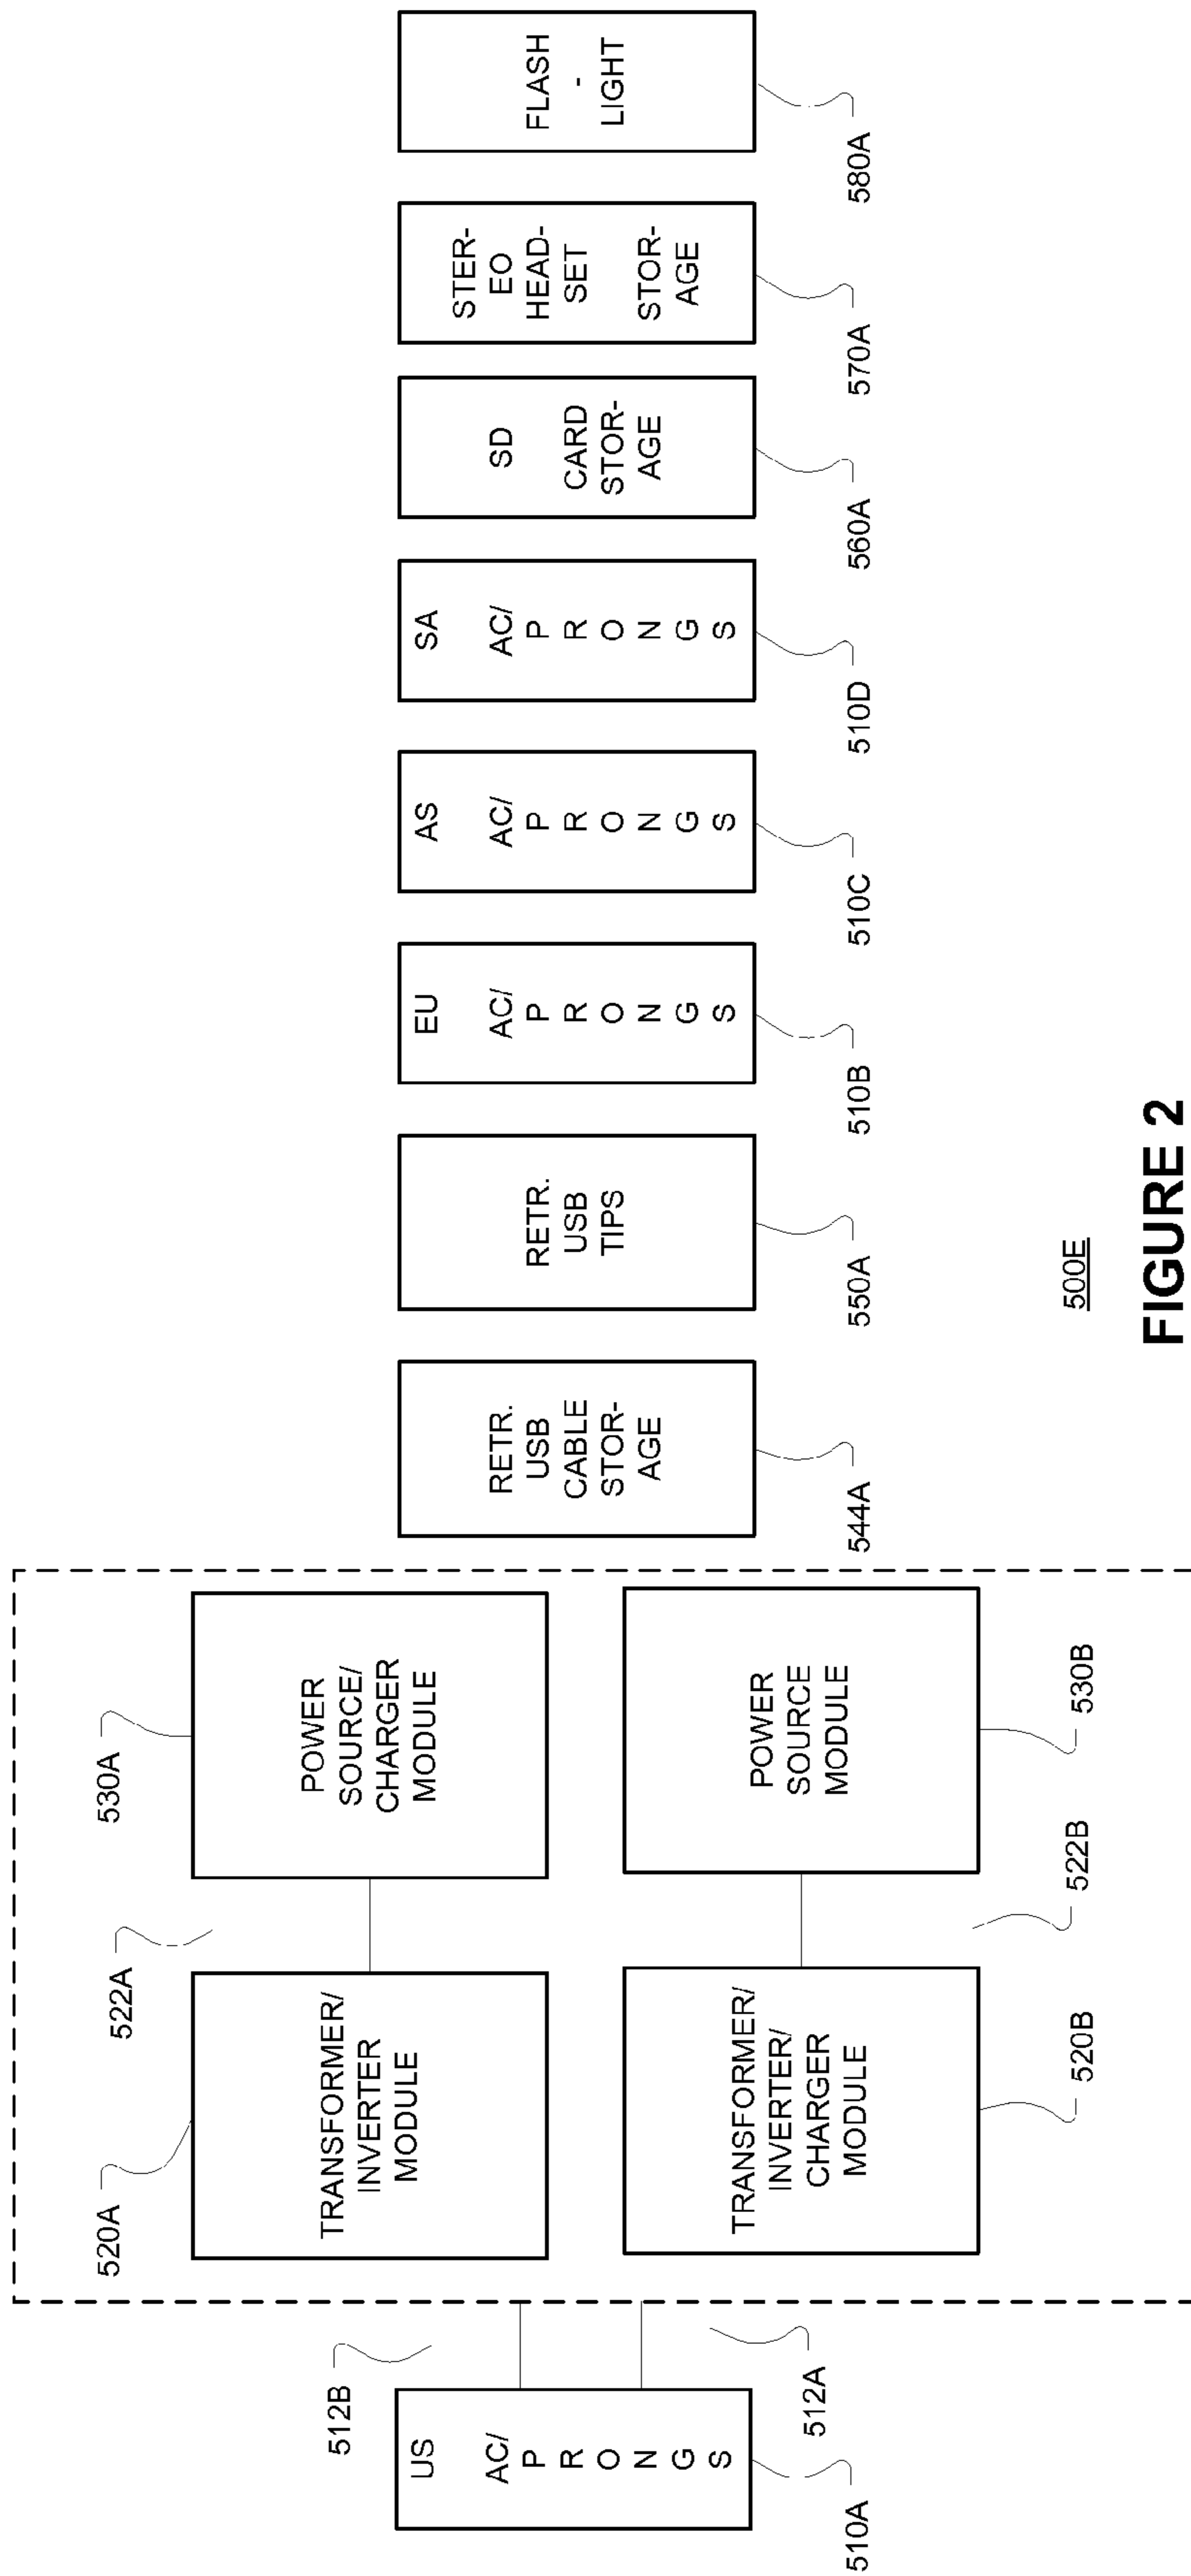 530A
522A
520A
POWER
SOURCE/
CHARGER
MODULE
TRANSFORMER/
INVERTER
MODULE
POWER
SOURCE
MODULE
TRANSFORMER/
INVERTER/
CHARGER
MODULE
530B
522B
520B
512B
US
AC/
P
R
O
N
G
S
512A
510A
RETR.
USB
CABLE
STOR-
AGE
544A
RETR.
USB
TIPS
550A
EU
AC/
P
R
O
N
G
S
510B
AS
AC/
P
R
O
N
G
S
510C
SA
AC/
P
R
O
N
G
S
510D
SD
CARD
STOR-
AGE
560A
STER-
EO
HEAD-
SET
STOR-
AGE
570A
FLASH
-
LIGHT
580A
500E
FIGURE 2